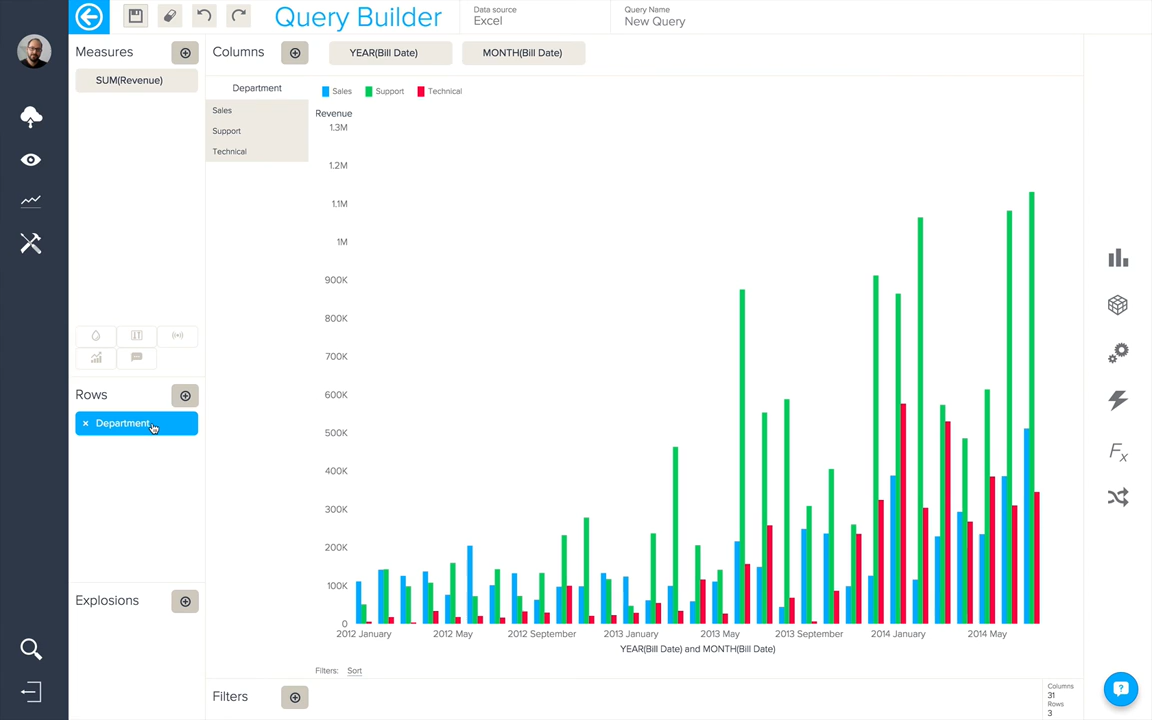 Query Builder
Data source
Excel
Query Name
New Query
Measures
SUM(Revenue)
Columns
YEAR(Bill Date)
MONTH(Bill Date)
Department
Sales
Support
Technical
Sales
Support
Technical
Revenue
1.3M
1.2M
1.1M
1M
900K
800K
700K
600K
500K
400K
300K
200K
100K
0
2012 January
2012 May
2012 September
2013 January
2013 May
2013 September
2014 January
2014 May
YEAR(Bill Date) and MONTH(Bill Date)
Rows
× Department
Explosions
Filters: Sort
Filters
Columns
31
Rows
3
Fx